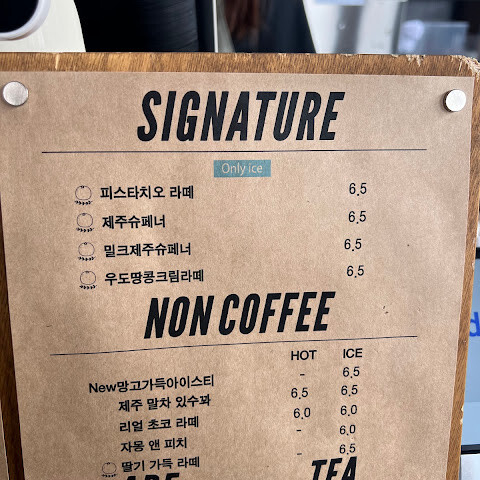 SIGNATURE
Only ice
피스타치오 라떼 6.5
제주슈페너 6.5
밀크제주슈페너 6.5
우도땅콩크림라떼 6.5
NON COFFEE
HOT ICE
New망고가득아이스티 - 6.5
제주 말차 있수꽈 6.5 6.5
리얼 초코 라떼 6.0 6.0
자몽 앤 피치 - 6.0
딸기 가득 라떼 - 6.5
ADE TEA